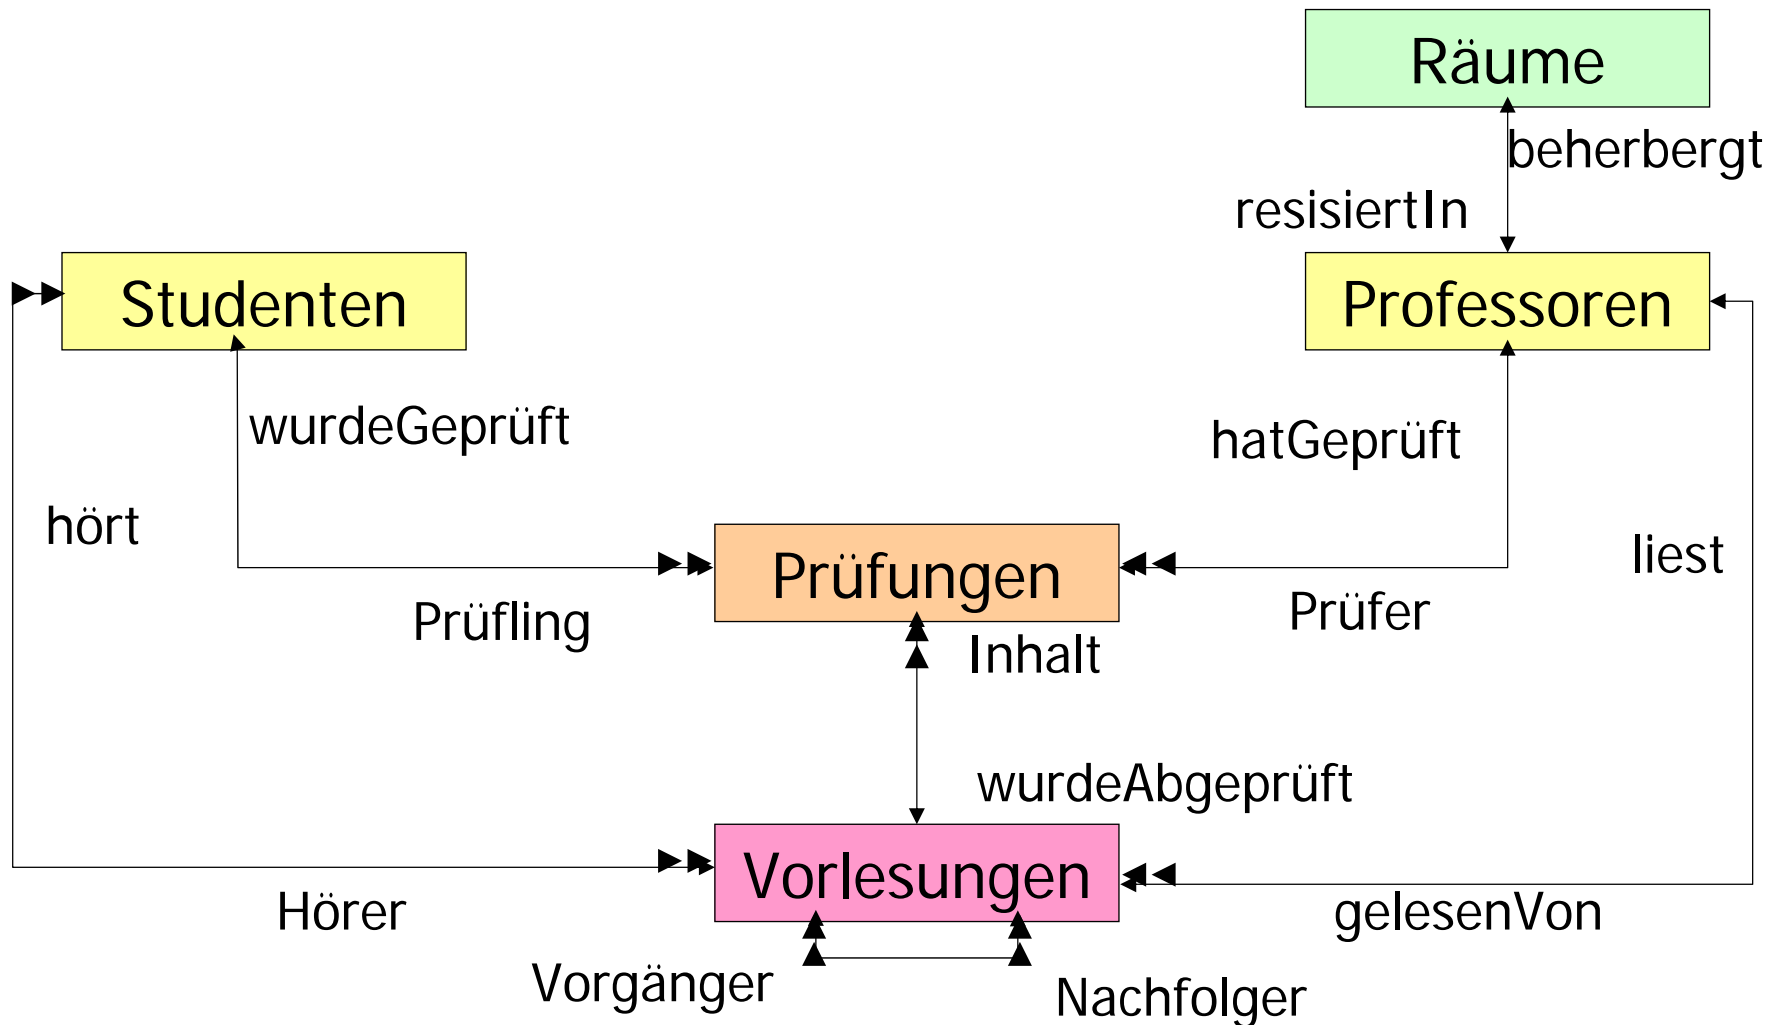 Räume
beherbergt
resisiertIn
Studenten
Professoren
wurdeGeprüft
hatGeprüft
hört
liest
Prüfungen
Prüfling
Prüfer
Inhalt
wurdeAbgeprüft
Vorlesungen
Hörer
gelesenVon
Vorgänger
Nachfolger